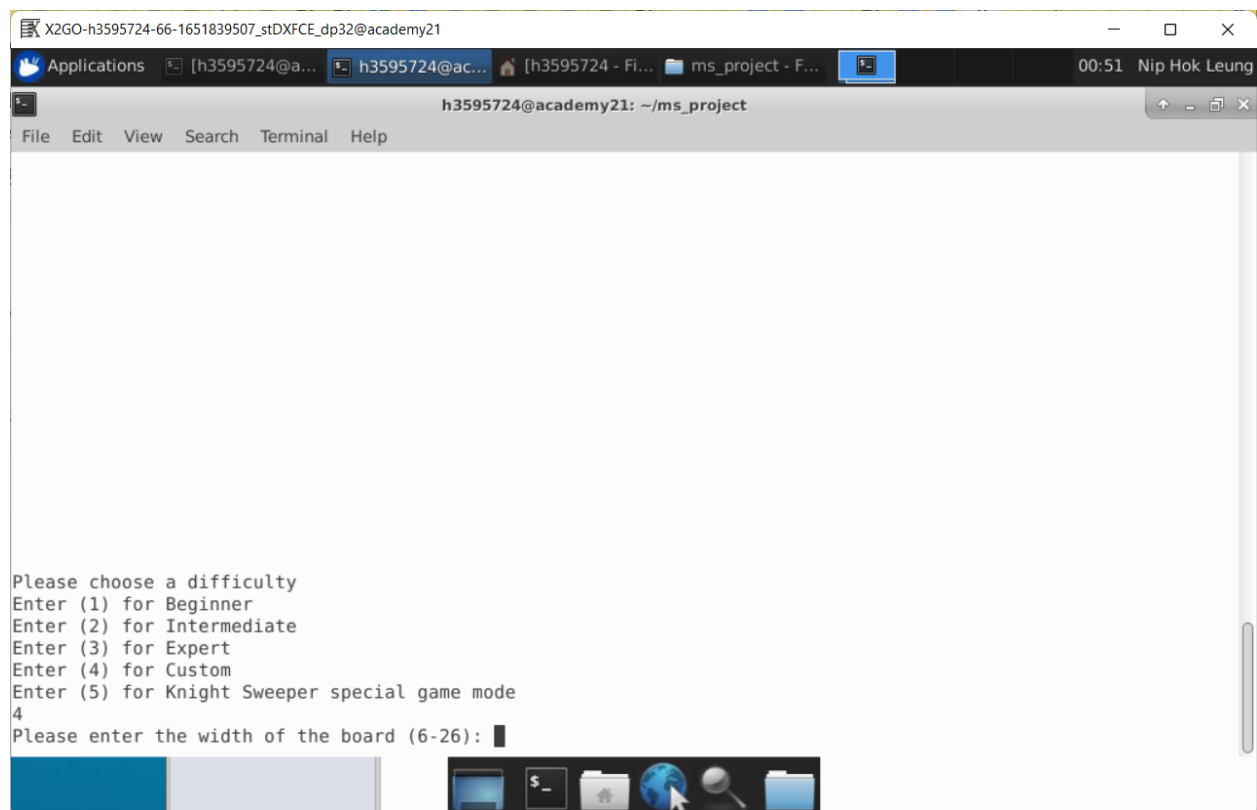 X2GO-h3595724-66-1651839507_stDXFCE_dp32@academy21
Applications [h3595724@a... h3595724@ac... [h3595724 - Fi... ms_project - F... 00:51 Nip Hok Leung
h3595724@academy21: ~/ms_project
File Edit View Search Terminal Help
Please choose a difficulty
Enter (1) for Beginner
Enter (2) for Intermediate
Enter (3) for Expert
Enter (4) for Custom
Enter (5) for Knight Sweeper special game mode
4
Please enter the width of the board (6-26):